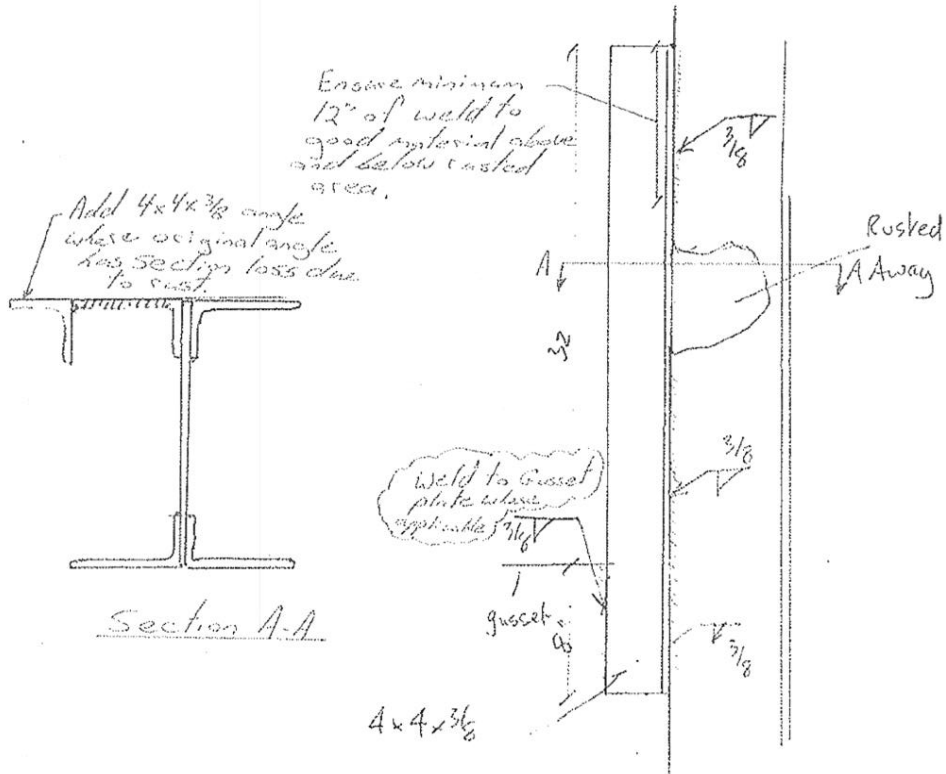 Ensure minimum
12" of weld to
good material above
and below rusted
area.
Add 4x4x3/8 angle
where original angle
has section loss due
to rust.
3/8
Rusted
Away
A
A
32
3/8
Weld to Gusset
plate where
applicable
3/16
gusset
8"
3/8
Section A-A
4x4x3/8